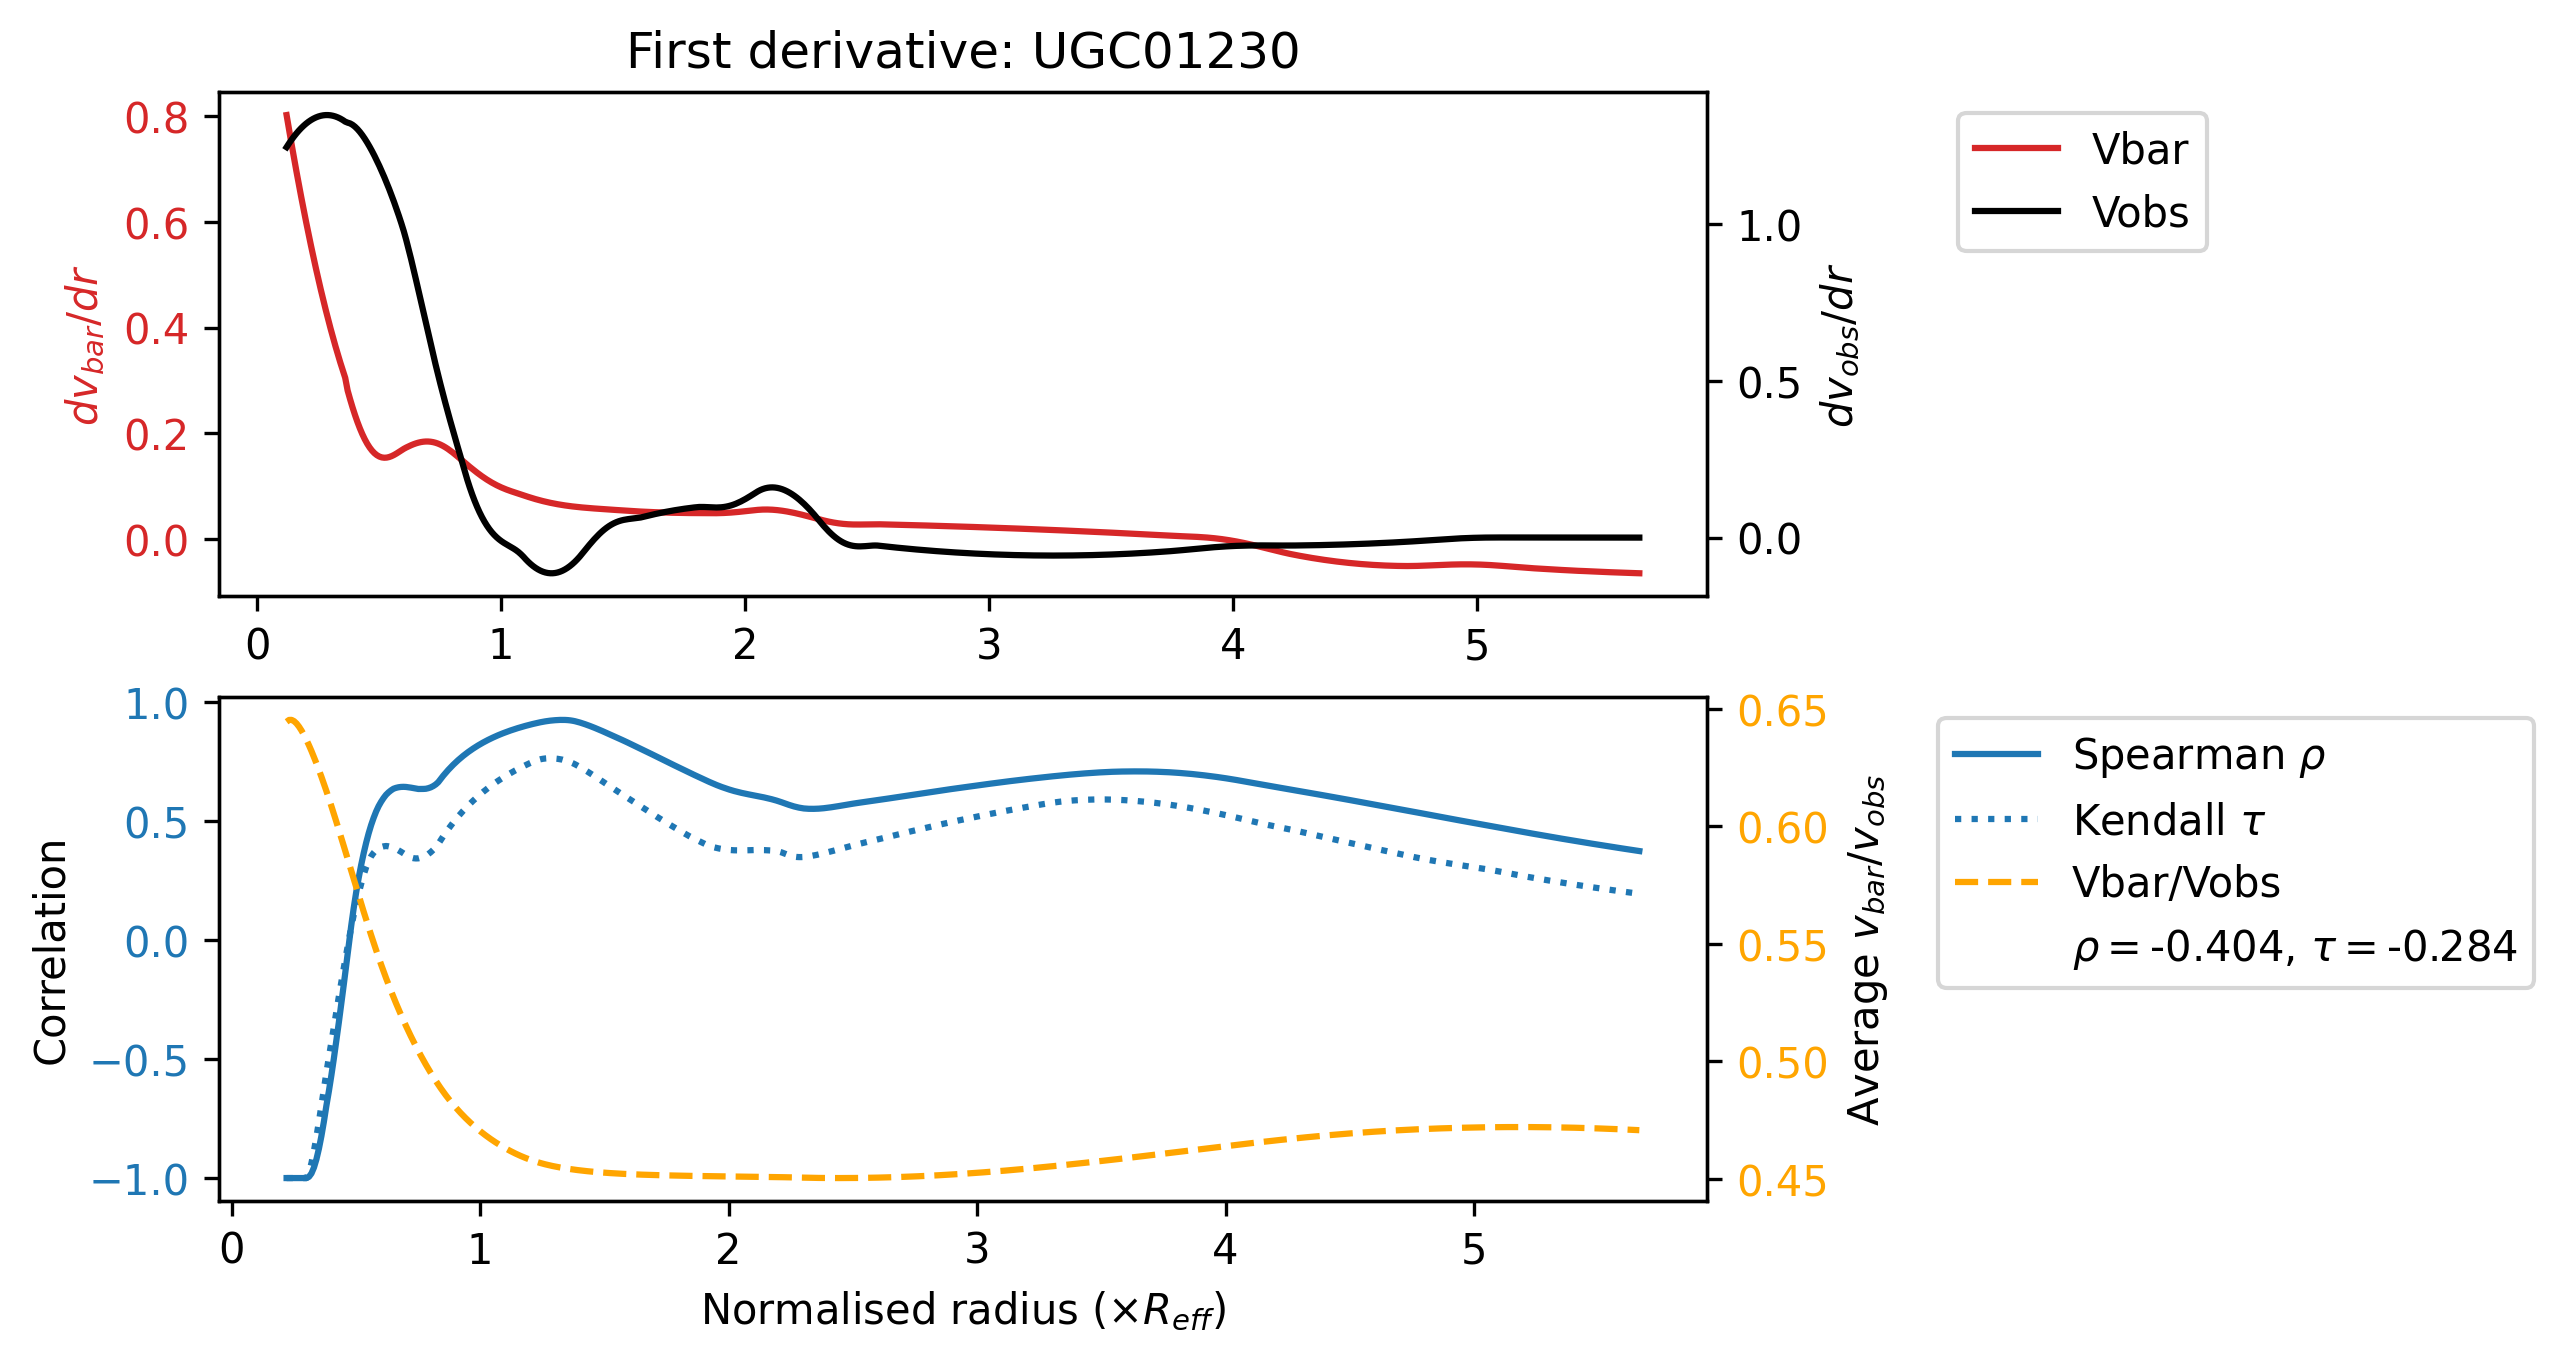 First derivative: UGC01230
0.8
0.6
0.4
0.2
0.0
dv_bar/dr
1.0
0.5
0.0
dv_obs/dr
0 1 2 3 4 5
Vbar
Vobs
1.0
0.5
0.0
−0.5
−1.0
Correlation
0.65
0.60
0.55
0.50
0.45
Average v_bar/v_obs
0 1 2 3 4 5
Normalised radius (×R_eff)
Spearman ρ
Kendall τ
Vbar/Vobs
ρ = -0.404, τ = -0.284